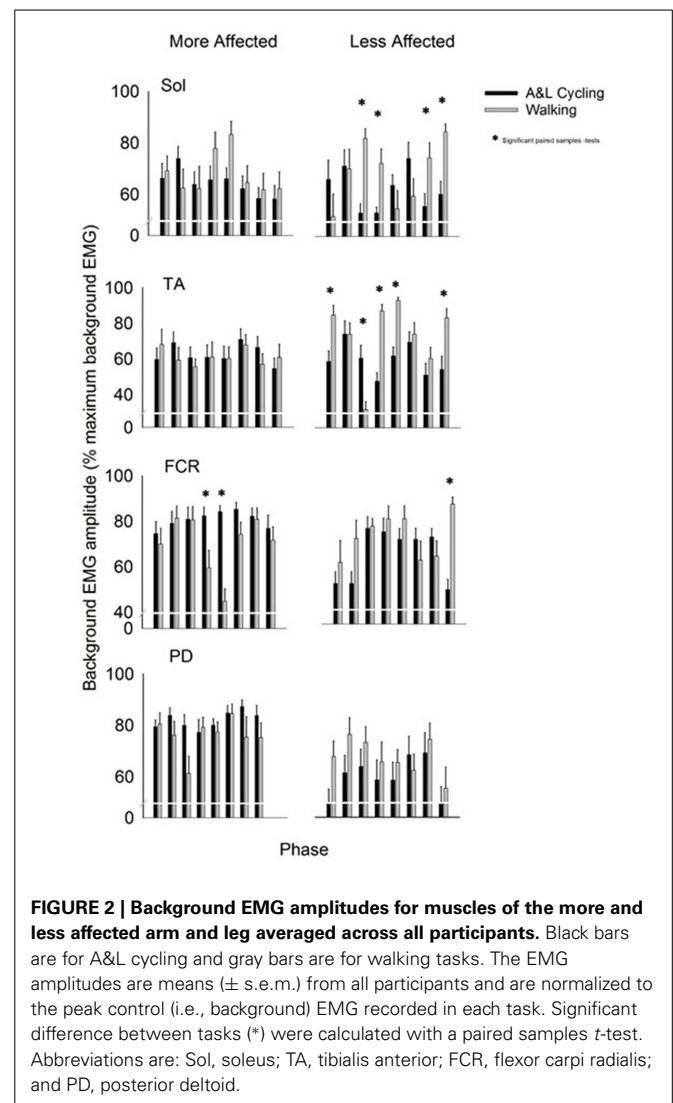 More Affected
Less Affected
Sol
100
80
60
0
*
*
*
*
A&L Cycling
Walking
* Significant paired samples -tests
Background EMG amplitude (% maximum background EMG)
TA
100
80
60
40
0
*
*
*
*
*
FCR
100
80
60
40
0
*
*
*
PD
100
80
60
0
Phase
FIGURE 2 | Background EMG amplitudes for muscles of the more and
less affected arm and leg averaged across all participants. Black bars
are for A&L cycling and gray bars are for walking tasks. The EMG
amplitudes are means (± s.e.m.) from all participants and are normalized to
the peak control (i.e., background) EMG recorded in each task. Significant
difference between tasks (*) were calculated with a paired samples t-test.
Abbreviations are: Sol, soleus; TA, tibialis anterior; FCR, flexor carpi radialis;
and PD, posterior deltoid.